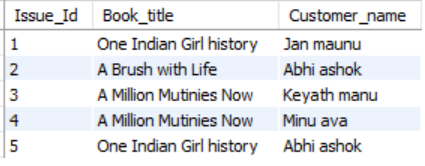 Issue_Id Book_title Customer_name
1 One Indian Girl history Jan maunu
2 A Brush with Life Abhi ashok
3 A Million Mutinies Now Keyath manu
4 A Million Mutinies Now Minu ava
5 One Indian Girl history Abhi ashok